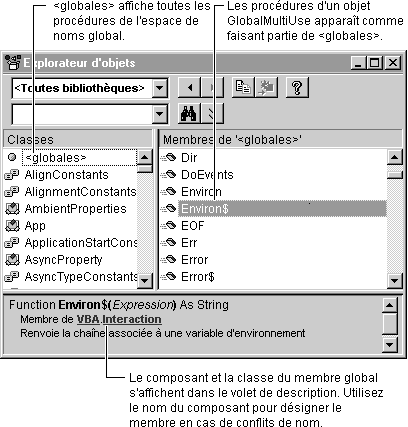 <globales> affiche toutes les
procédures de l'espace de
noms global.
Les procédures d'un objet
GlobalMultiUse apparaît comme
faisant partie de <globales>.
Explorateur d'objets
<Toutes bibliothèques>
Classes
<globales>
AlignConstants
AlignmentConstants
AmbientProperties
App
ApplicationStartCons
AsyncProperty
AsyncTypeConstants
Membres de '<globales>'
Dir
DoEvents
Environ
Environ$
EOF
Err
Error
Error$
Function Environ$(Expression) As String
Membre de VBA.Interaction
Renvoie la chaîne associée à une variable d'environnement
Le composant et la classe du membre global
s'affichent dans le volet de description. Utilisez
le nom du composant pour désigner le
membre en cas de conflits de nom.